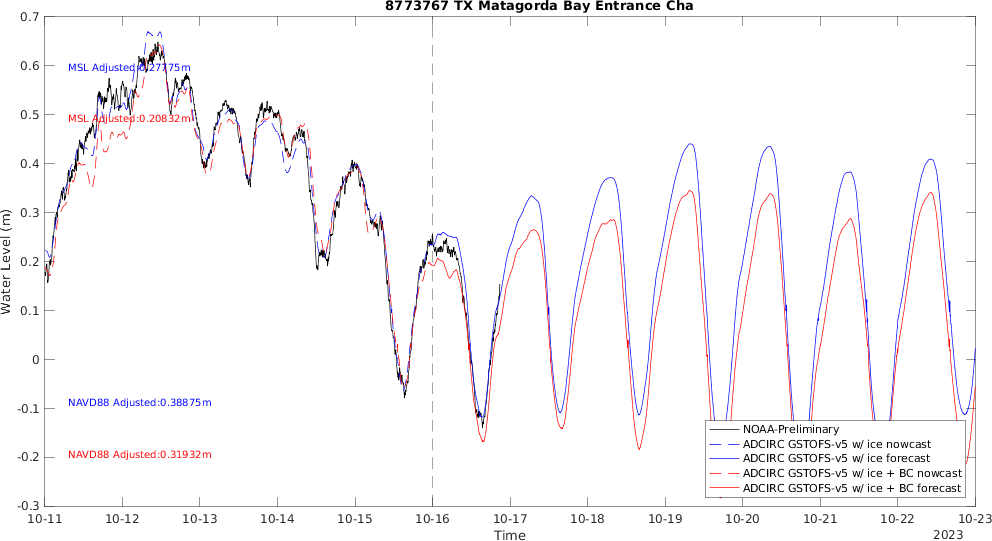 8773767 TX Matagorda Bay Entrance Cha
0.7
0.6
0.5
0.4
0.3
0.2
0.1
0
-0.1
-0.2
-0.3
Water Level (m)
MSL Adjusted:0.27775m
MSL Adjusted:0.20832m
NAVD88 Adjusted:0.38875m
NAVD88 Adjusted:0.31932m
NOAA-Preliminary
ADCIRC GSTOFS-v5 w/ ice nowcast
ADCIRC GSTOFS-v5 w/ ice forecast
ADCIRC GSTOFS-v5 w/ ice + BC nowcast
ADCIRC GSTOFS-v5 w/ ice + BC forecast
10-11 10-12 10-13 10-14 10-15 10-16 10-17 10-18 10-19 10-20 10-21 10-22 10-23
Time
2023